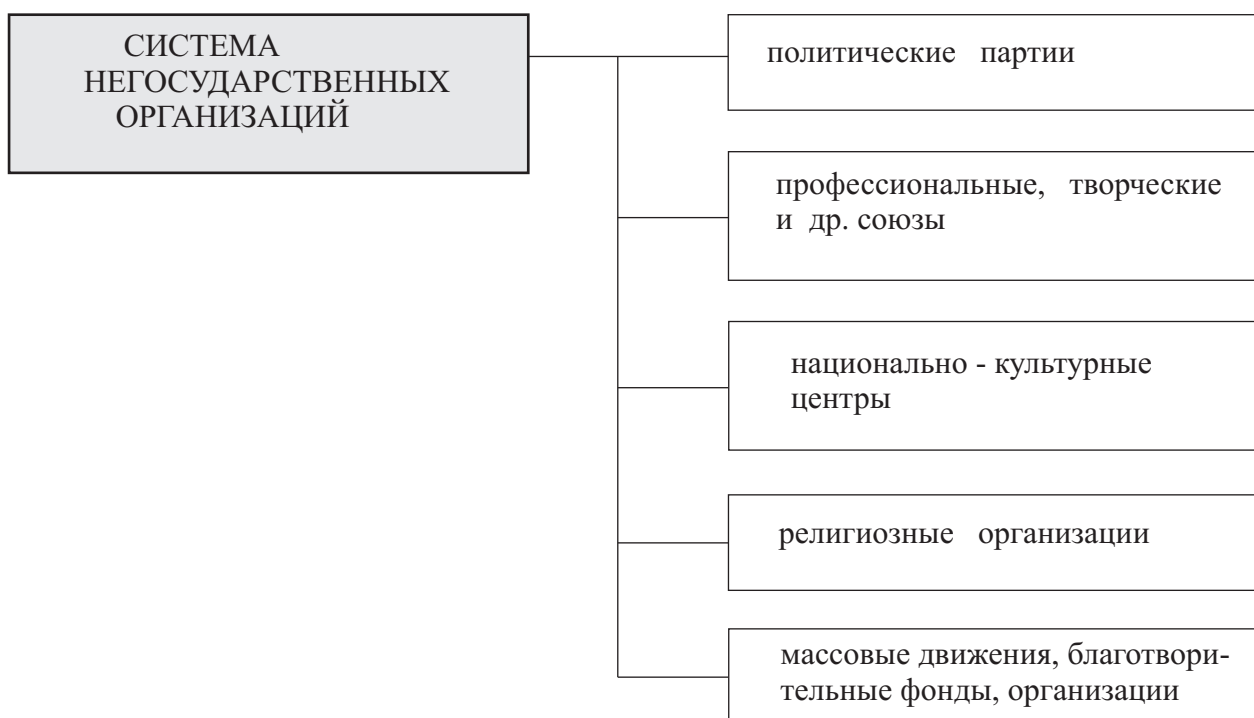 СИСТЕМА
НЕГОСУДАРСТВЕННЫХ
ОРГАНИЗАЦИЙ
политические партии
профессиональные, творческие
и др. союзы
национально - культурные
центры
религиозные организации
массовые движения, благотвори-
тельные фонды, организации